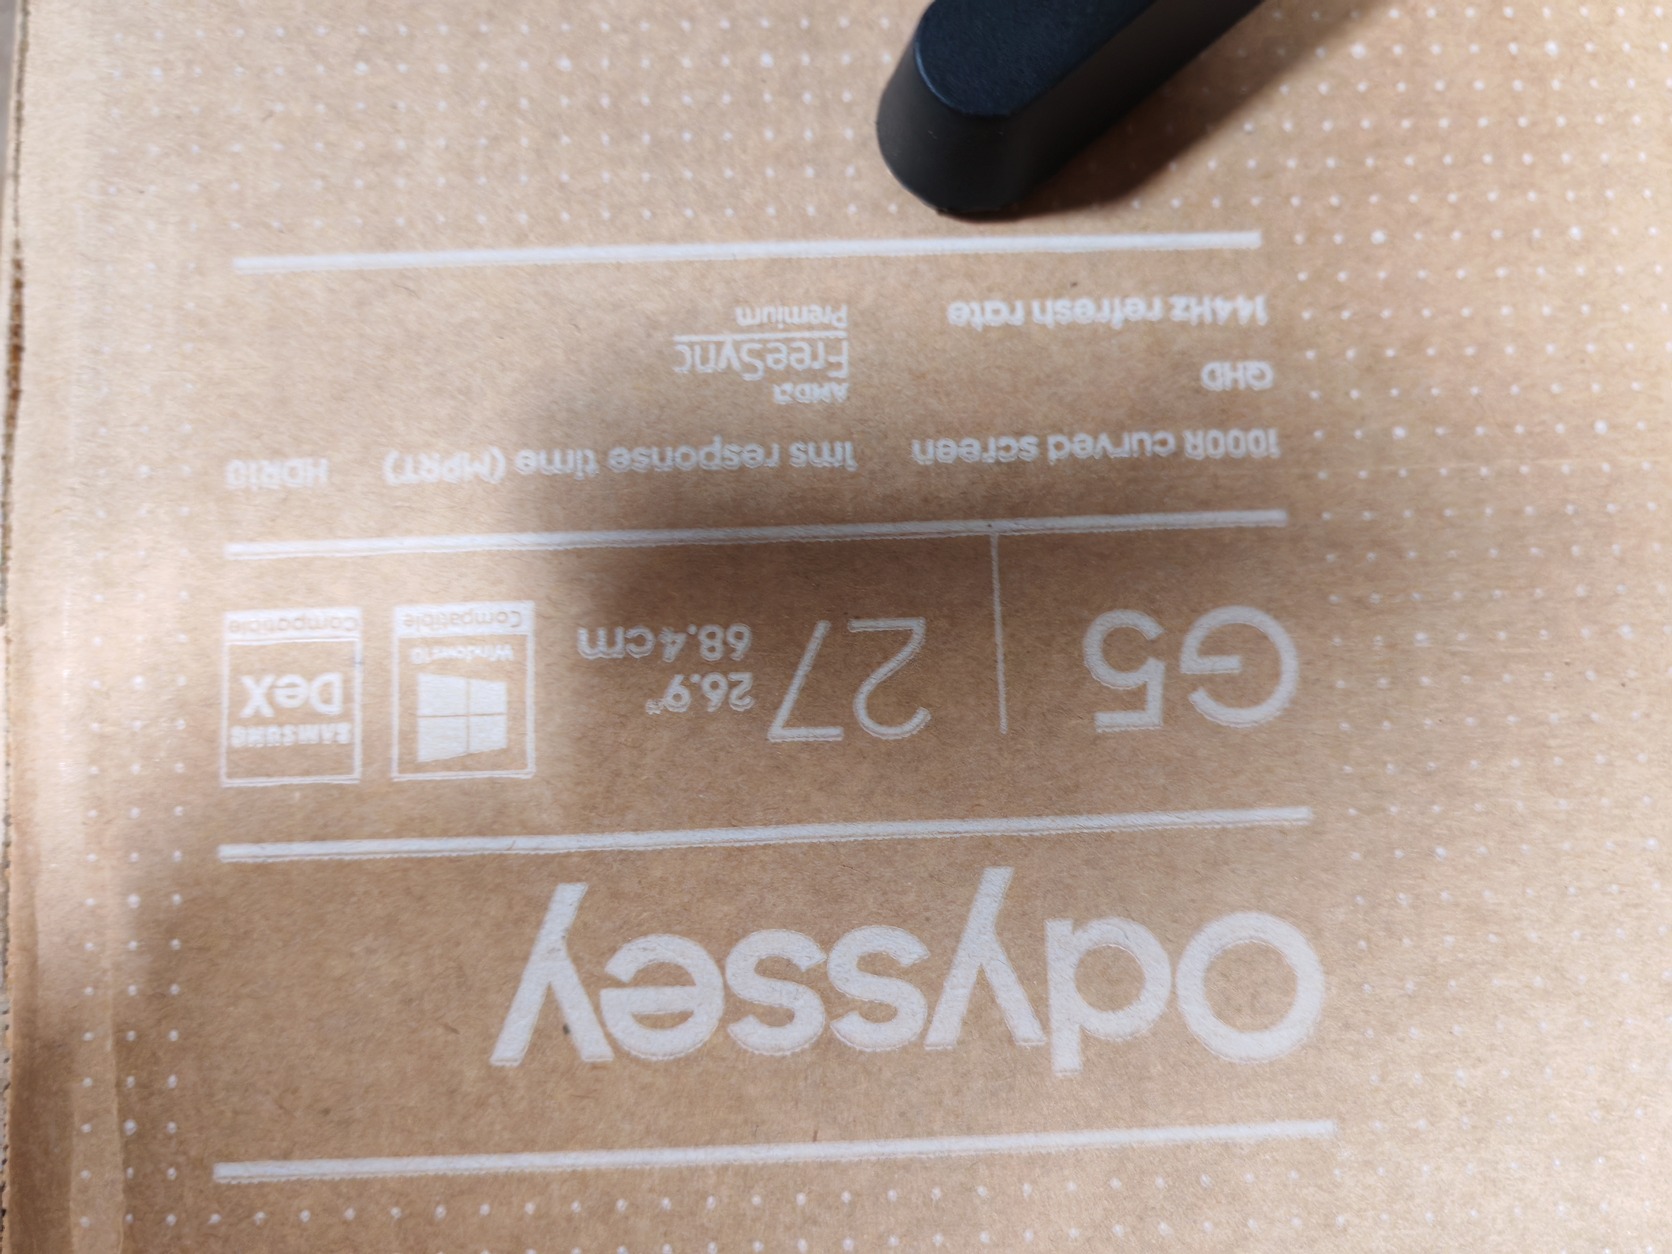 Odyssey
G5
27
26.9"
68.4cm
Windows10
Compatible
SAMSUNG
DeX
Compatible
1000R curved screen
1ms response time (MPRT)
HDR10
QHD
AMD
FreeSync
Premium
144Hz refresh rate